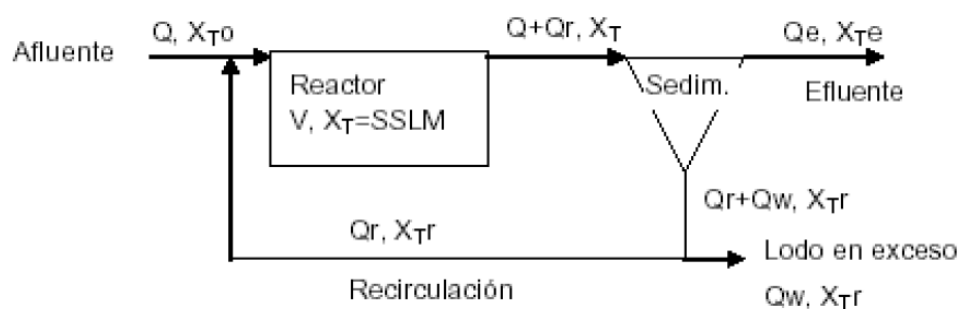 Q, XTo
Q+Qr, XT
Qe, XTe
Afluente
Reactor
V, XT=SSLM
Sedim.
Efluente
Qr+Qw, XTr
Qr, XTr
Lodo en exceso
Recirculación
Qw, XTr